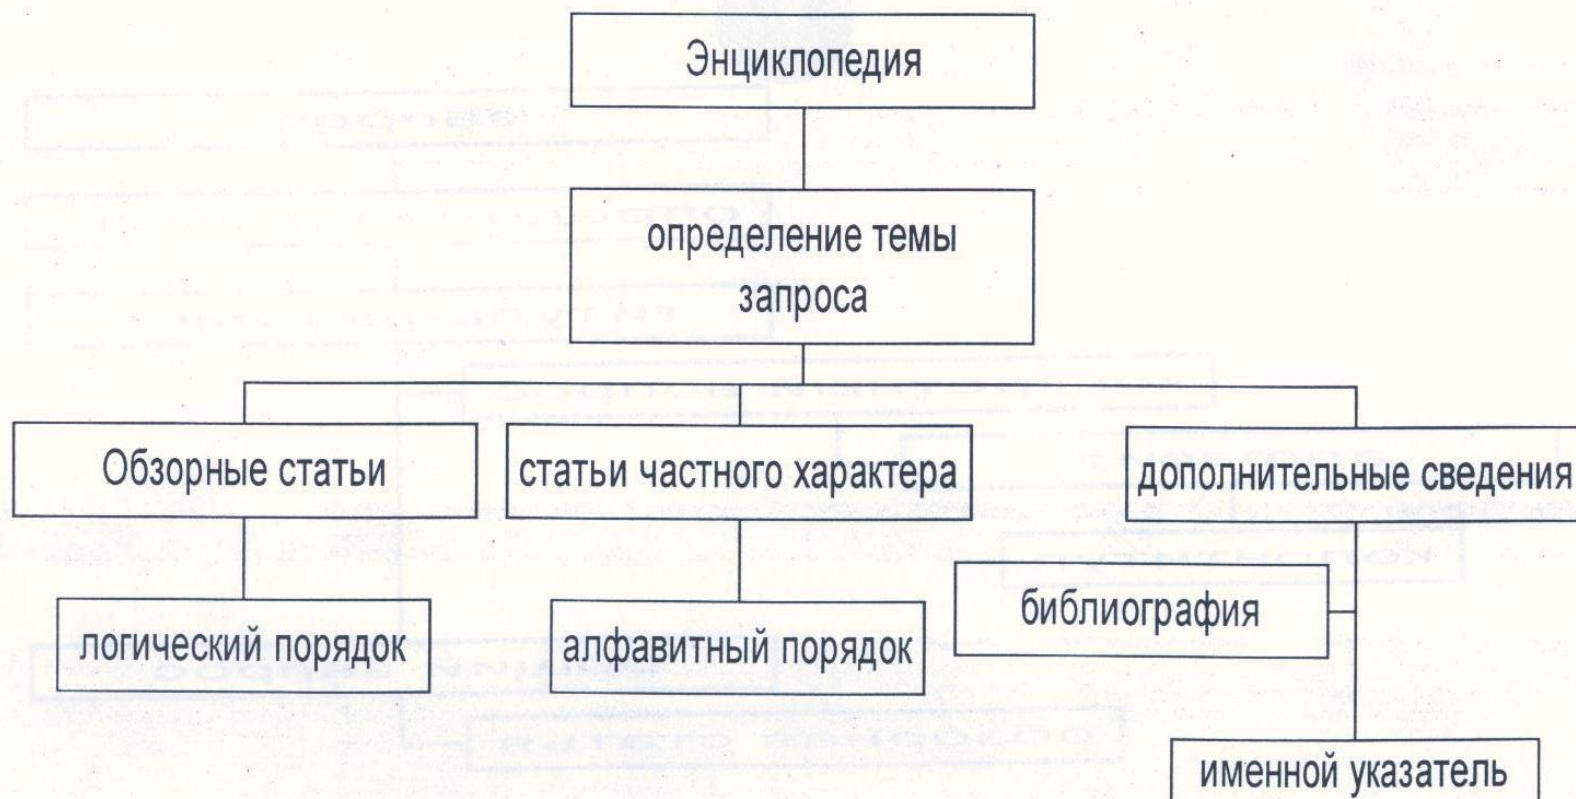 Энциклопедия
определение темы
запроса
Обзорные статьи
статьи частного характера
дополнительные сведения
логический порядок
алфавитный порядок
библиография
именной указатель